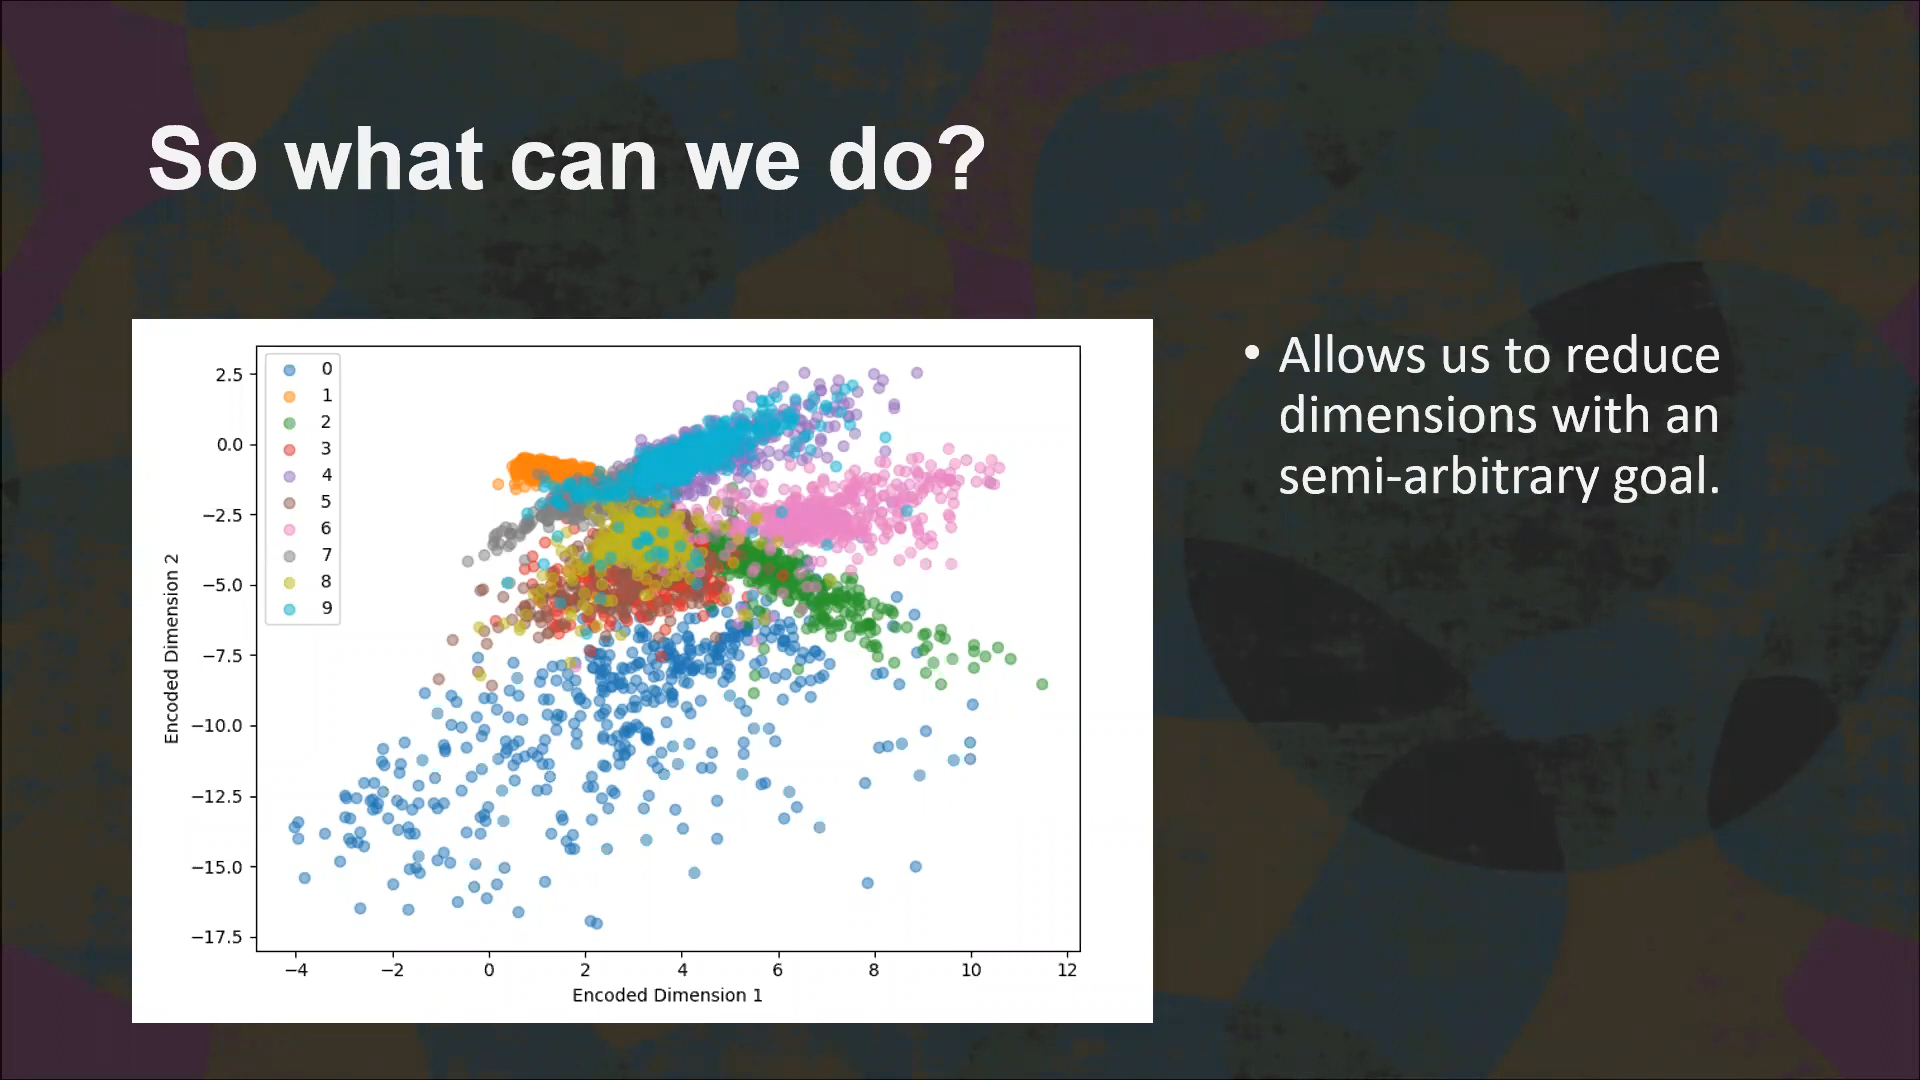 So what can we do?
0
1
2
3
4
5
6
7
8
9
2.5
0.0
−2.5
−5.0
−7.5
−10.0
−12.5
−15.0
−17.5
Encoded Dimension 2
−4 −2 0 2 4 6 8 10 12
Encoded Dimension 1
• Allows us to reduce
dimensions with an
semi-arbitrary goal.